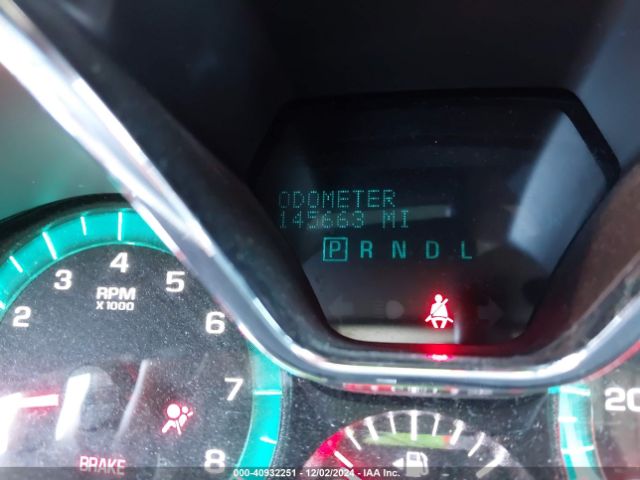 ODOMETER
145663 MI
P R N D L
2 3 4 5 6 7 8
RPM
X 1000
BRAKE
20
000-40932251 - 12/02/2024 - IAA Inc.